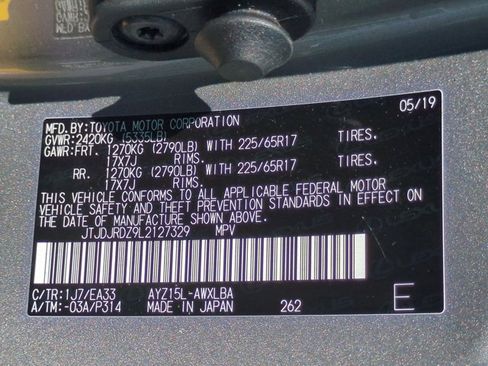 MFD.BY:TOYOTA MOTOR CORPORATION 05/19
GVWR:2420KG (5335LB)
GAWR:FRT. 1270KG (2790LB) WITH 225/65R17 TIRES.
17X7J RIMS.
RR. 1270KG (2790LB) WITH 225/65R17 TIRES.
17X7J RIMS.
THIS VEHICLE CONFORMS TO ALL APPLICABLE FEDERAL MOTOR
VEHICLE SAFETY AND THEFT PREVENTION STANDARDS IN EFFECT ON
THE DATE OF MANUFACTURE SHOWN ABOVE.
JTJDJRDZ9L2127329 MPV
C/TR:1J7/EA33 AYZ15L-AWXLBA
A/TM:-03A/P314 MADE IN JAPAN 262 E